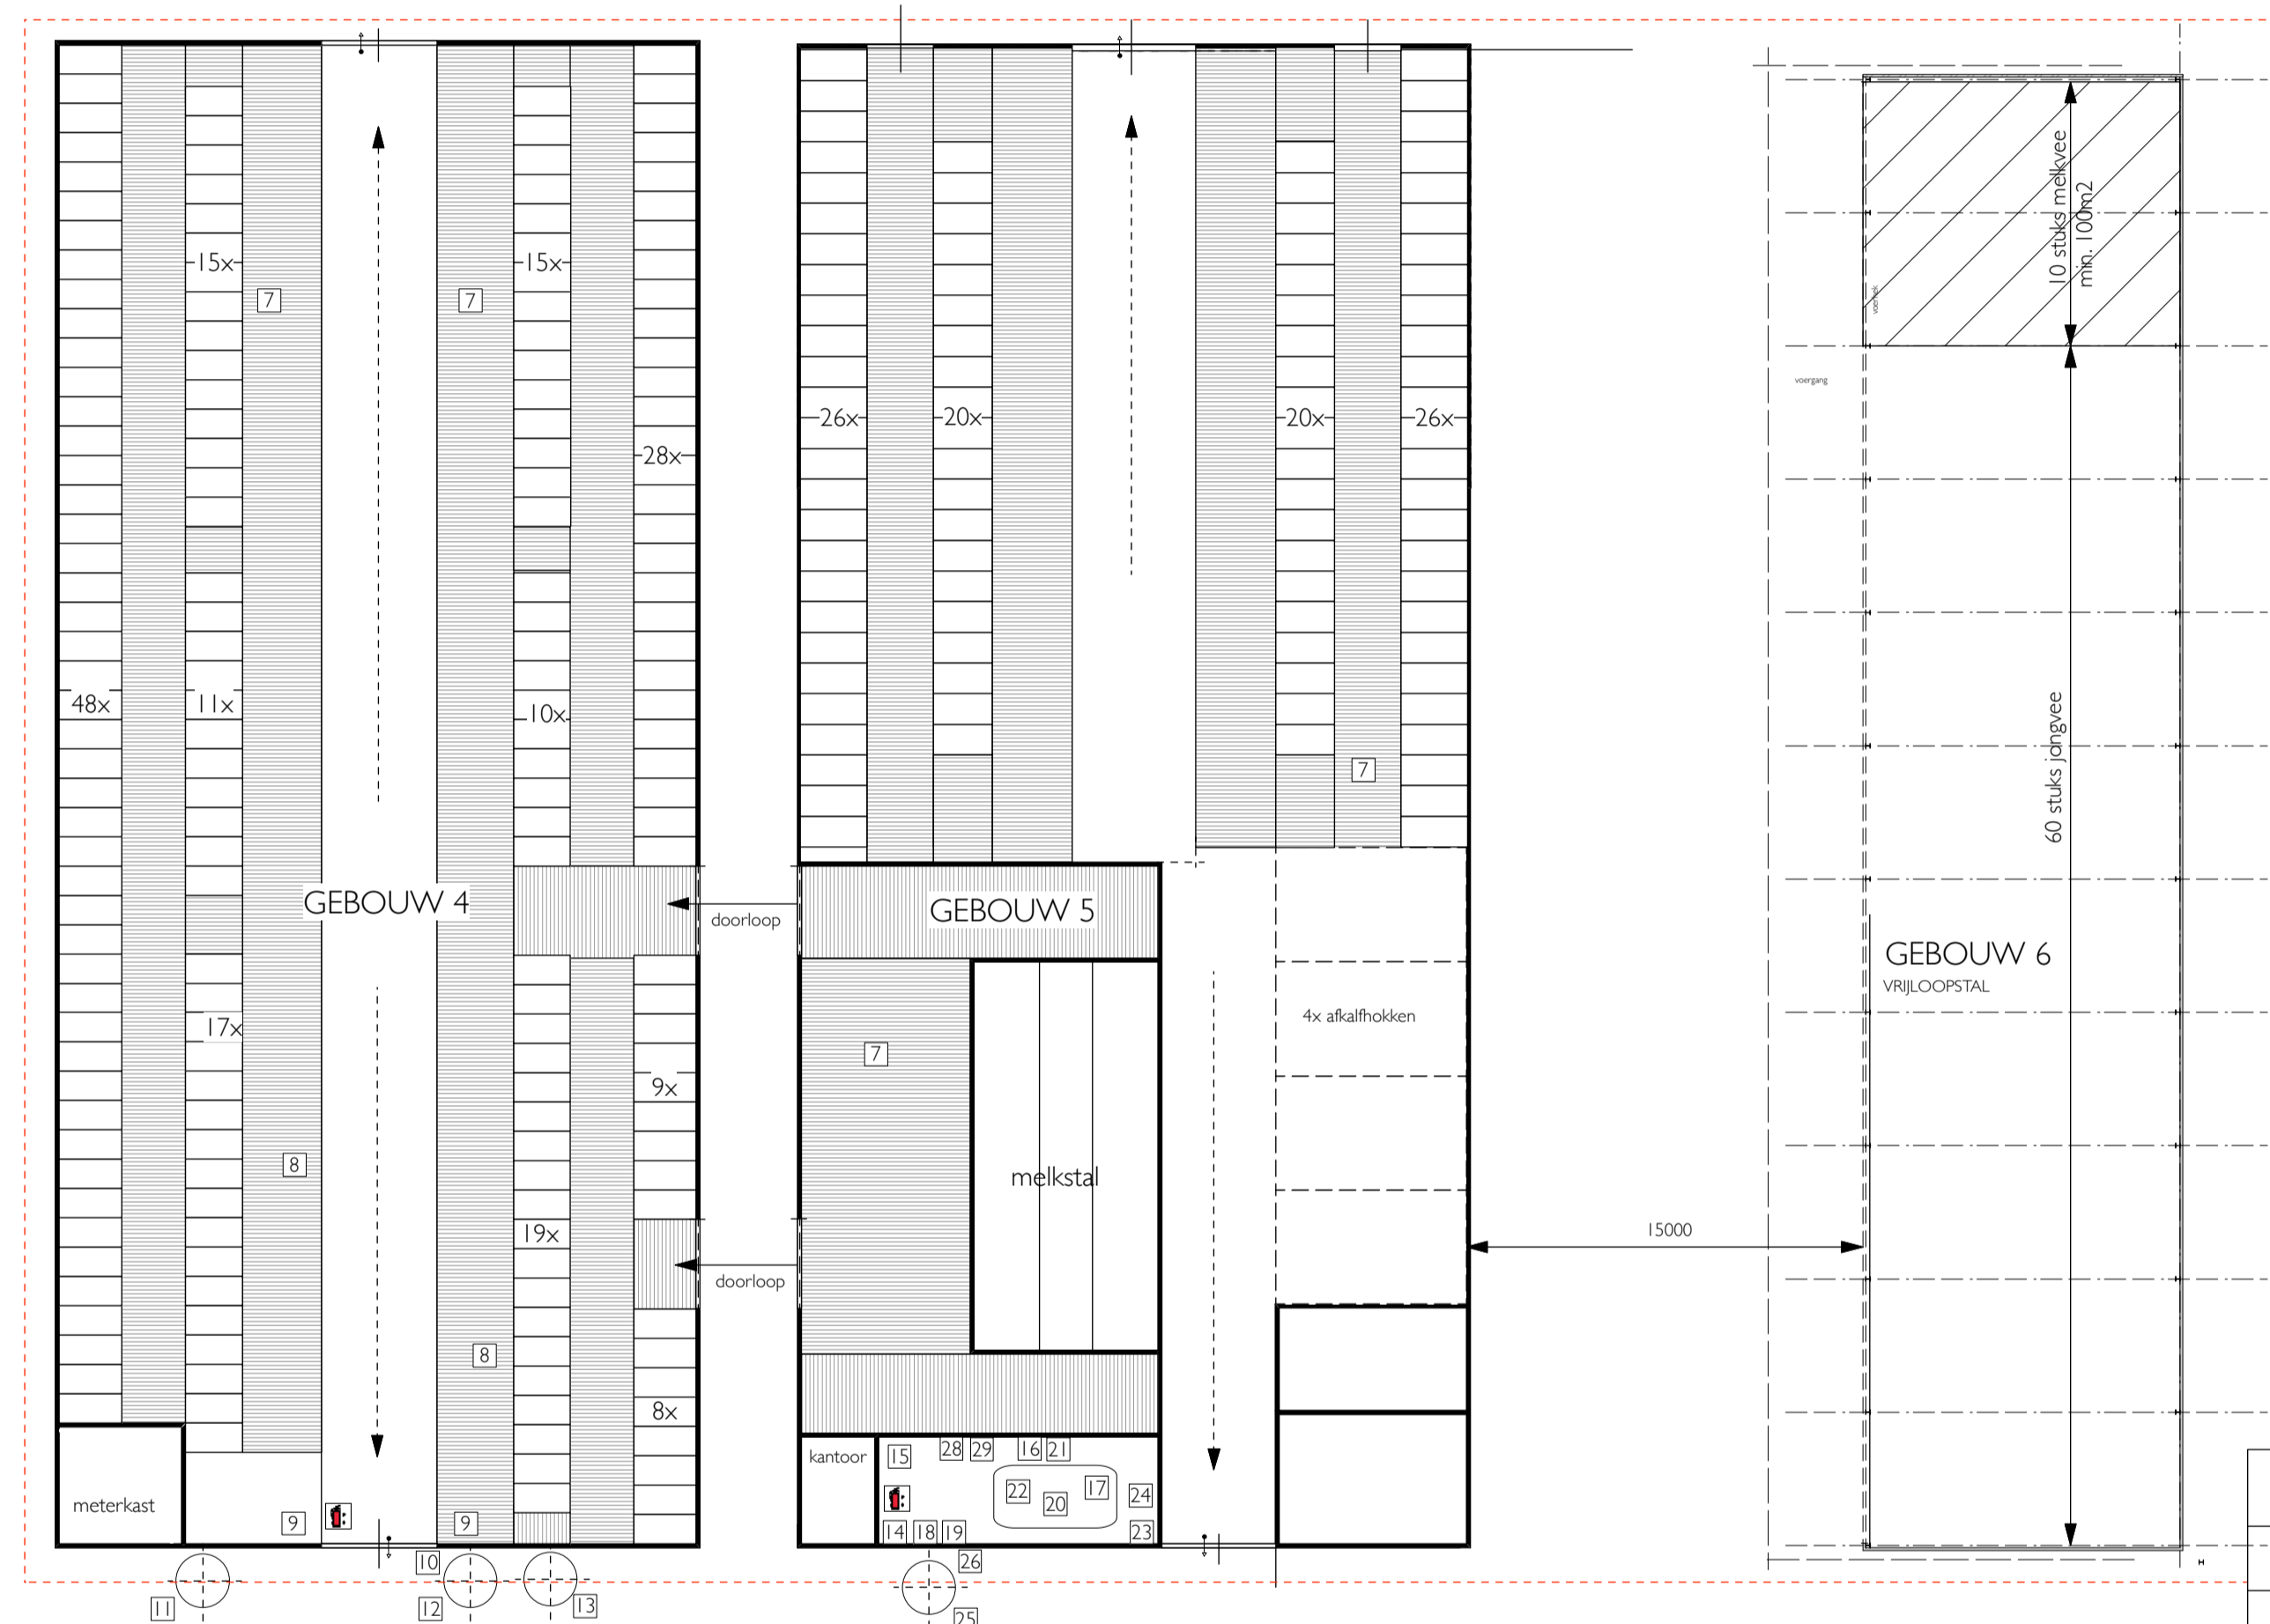 15x
15x
7
7
28x
48x
11x
10x
GEBOUW 4
17x
9x
8
19x
8
8x
meterkast
9
9
10
11
12
13
doorloop
doorloop
26x
20x
20x
26x
7
GEBOUW 5
4x afkalfhokken
7
melkstal
kantoor
15
28
29
16
21
22
17
20
24
14
18
19
23
26
25
15000
10 stuks melkvee
min. 100m2
voerhek
voergang
60 stuks jongvee
GEBOUW 6
VRIJLOOPSTAL